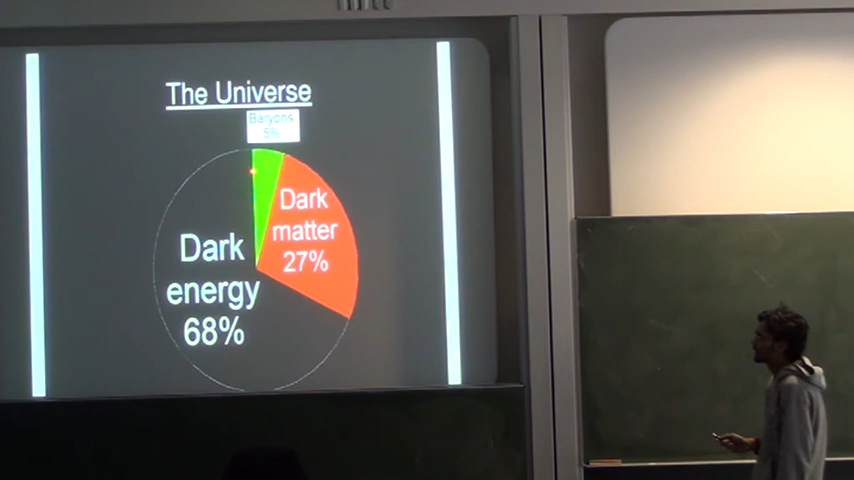 The Universe
Baryons
5%
Dark
matter
27%
Dark
energy
68%